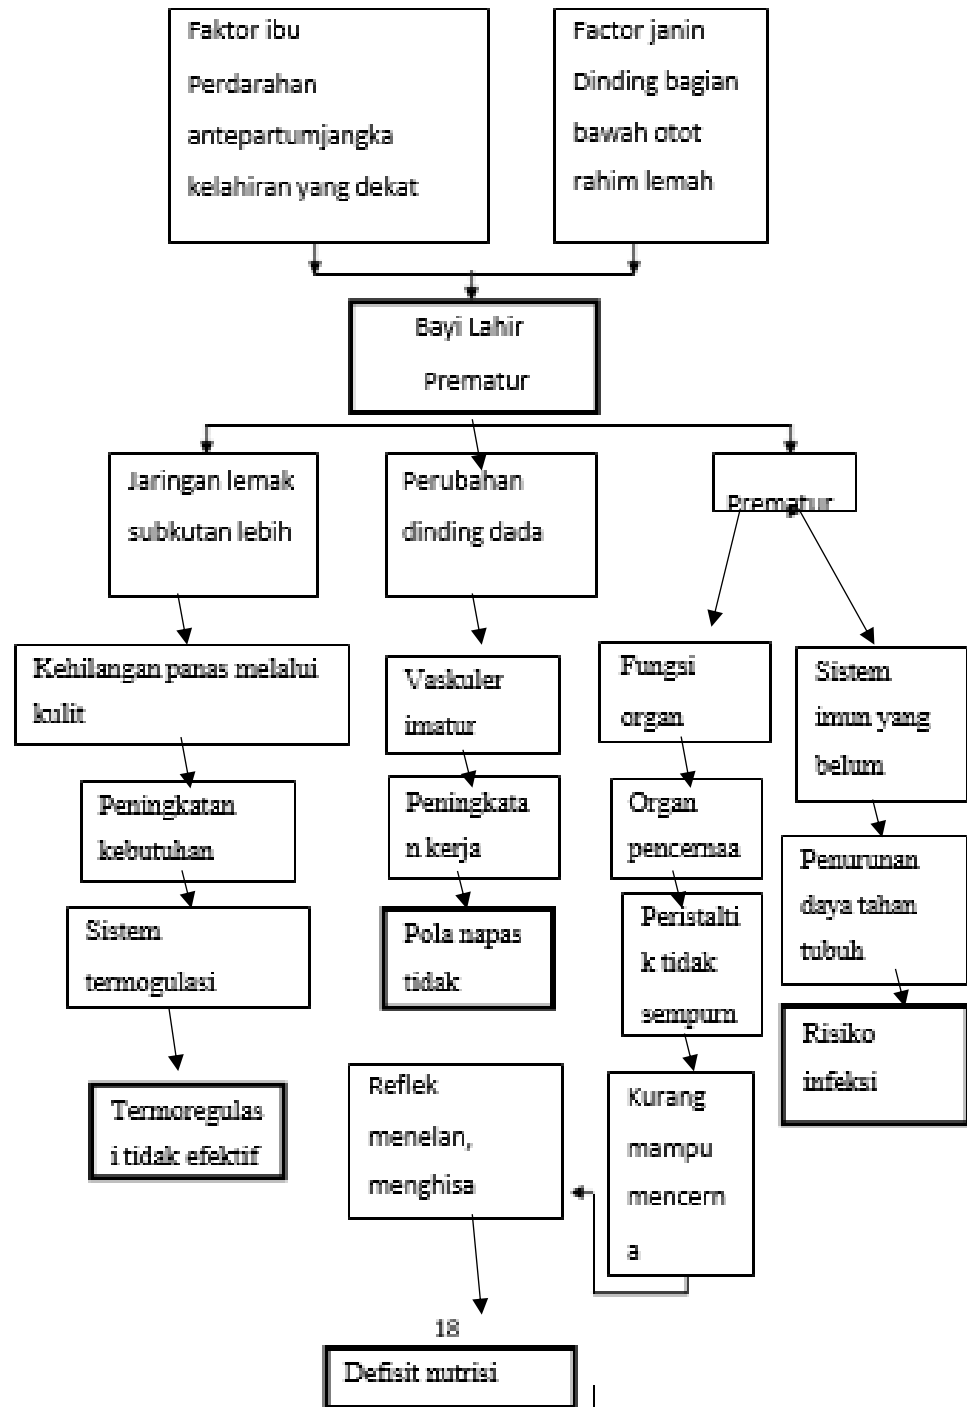 Faktor ibu
Perdarahan
antepartumjangka
kelahiran yang dekat
Factor janin
Dinding bagian
bawah otot
rahim lemah
Bayi Lahir
Prematur
Jaringan lemak
subkutan lebih
Perubahan
dinding dada
Prematur
Kehilangan panas melalui
kulit
Vaskuler
imatur
Fungsi
organ
Sistem
imun yang
belum
Peningkatan
kebutuhan
Peningkata
n kerja
Organ
pencernaa
Penurunan
daya tahan
tubuh
Sistem
termogulasi
Pola napas
tidak
Peristalti
k tidak
sempurn
Risiko
infeksi
Termoregulas
i tidak efektif
Reflek
menelan,
menghisa
Kurang
mampu
mencern
a
18
Defisit nutrisi